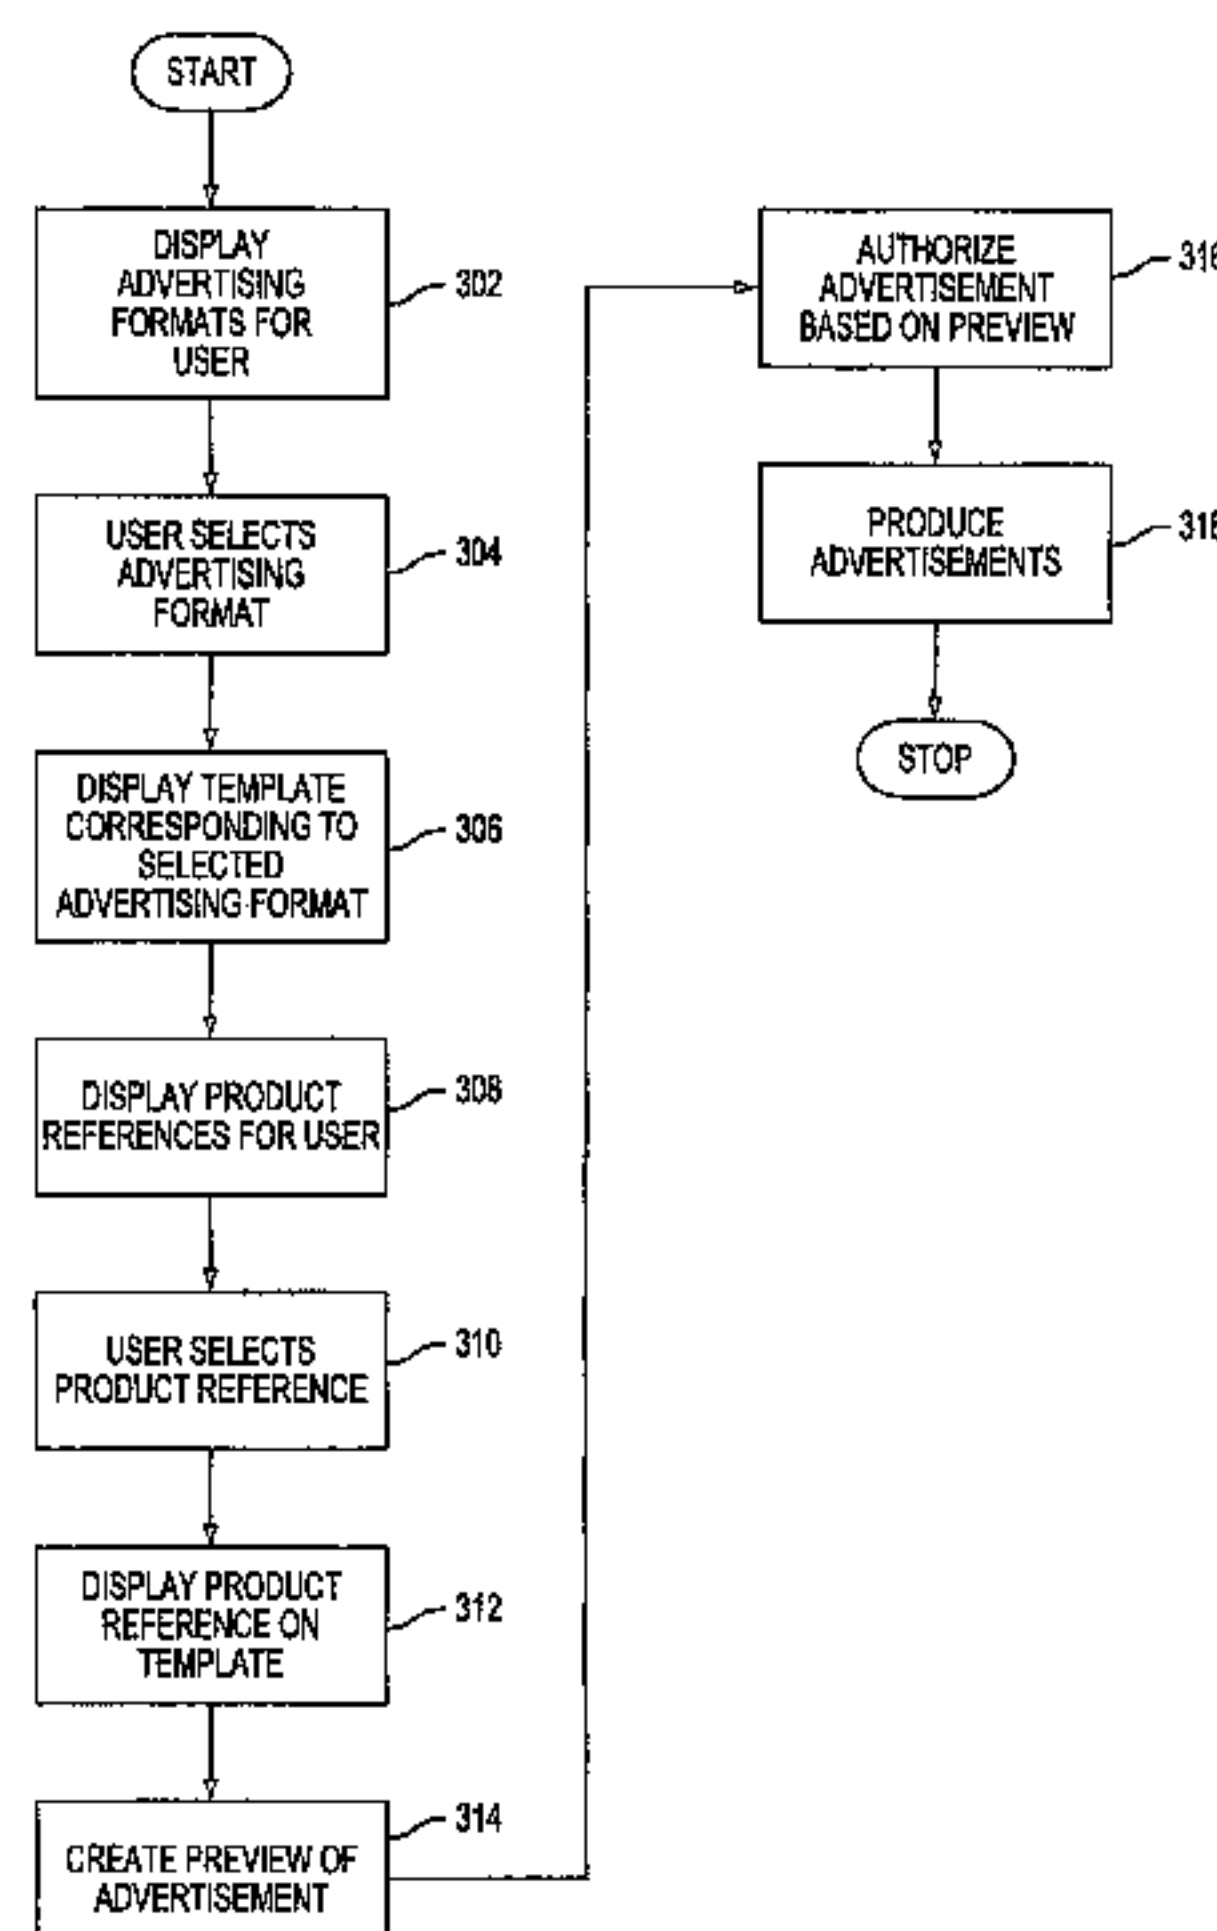 START
DISPLAY
ADVERTISING
FORMATS FOR
USER
302
USER SELECTS
ADVERTISING
FORMAT
304
DISPLAY TEMPLATE
CORRESPONDING TO
SELECTED
ADVERTISING FORMAT
306
DISPLAY PRODUCT
REFERENCES FOR USER
308
USER SELECTS
PRODUCT REFERENCE
310
DISPLAY PRODUCT
REFERENCE ON
TEMPLATE
312
CREATE PREVIEW OF
ADVERTISEMENT
314
AUTHORIZE
ADVERTISEMENT
BASED ON PREVIEW
316
PRODUCE
ADVERTISEMENTS
318
STOP